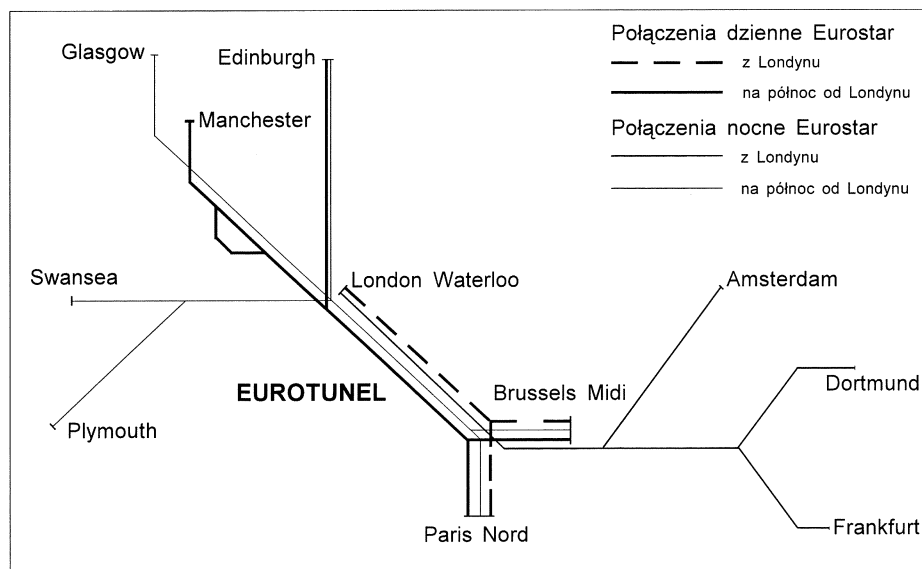 Glasgow
Edinburgh
Manchester
Połączenia dzienne Eurostar
z Londynu
na północ od Londynu
Połączenia nocne Eurostar
z Londynu
na północ od Londynu
Swansea
London Waterloo
Amsterdam
EUROTUNEL
Brussels Midi
Dortmund
Plymouth
Paris Nord
Frankfurt